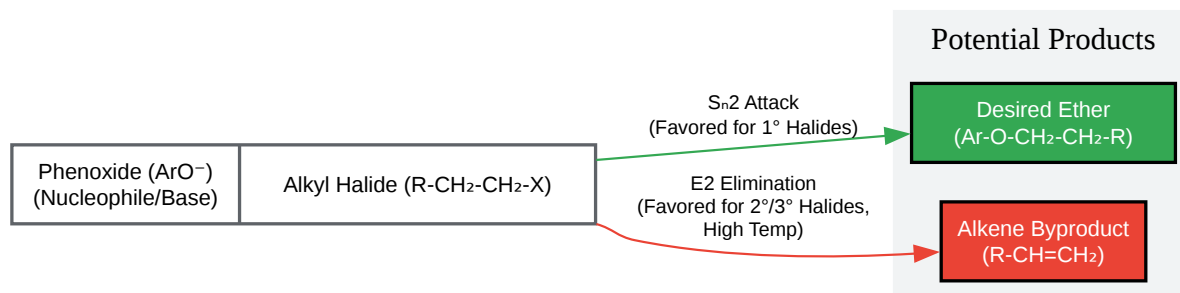 Potential Products
Phenoxide (ArO⁻)
(Nucleophile/Base)
Alkyl Halide (R-CH₂-CH₂-X)
Sₙ2 Attack
(Favored for 1° Halides)
E2 Elimination
(Favored for 2°/3° Halides,
High Temp)
Desired Ether
(Ar-O-CH₂-CH₂-R)
Alkene Byproduct
(R-CH=CH₂)